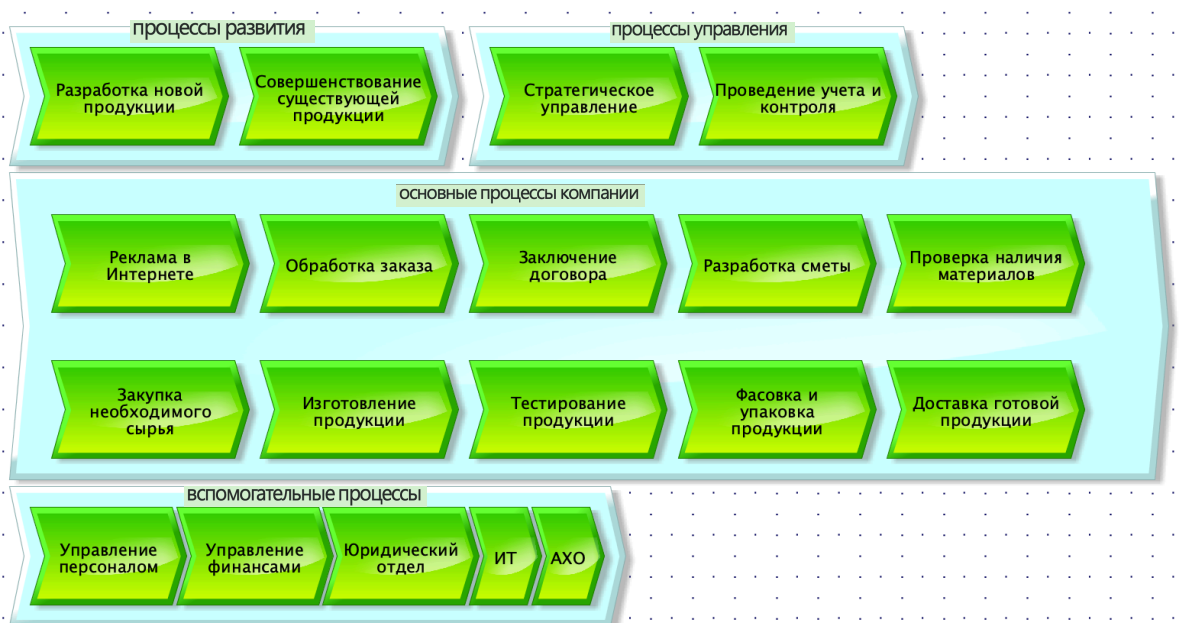 процессы развития
Разработка новой
продукции
Совершенствование
существующей
продукции
процессы управления
Стратегическое
управление
Проведение учета и
контроля
основные процессы компании
Реклама в
Интернете
Обработка заказа
Заключение
договора
Разработка сметы
Проверка наличия
материалов
Закупка
необходимого
сырья
Изготовление
продукции
Тестирование
продукции
Фасовка и
упаковка
продукции
Доставка готовой
продукции
вспомогательные процессы
Управление
персоналом
Управление
финансами
Юридический
отдел
ИТ
АХО